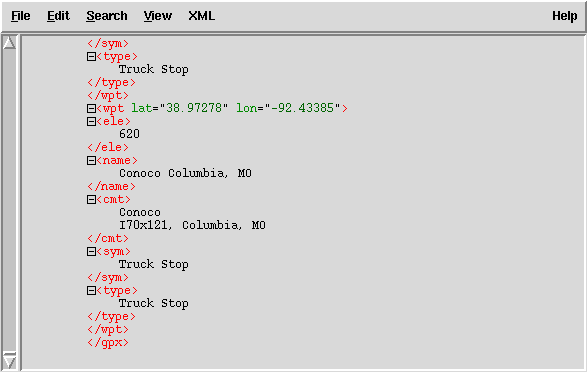 File Edit Search View XML Help
</sym>
<type>
Truck Stop
</type>
</wpt>
<wpt lat="38.97278" lon="-92.43385">
<ele>
620
</ele>
<name>
Conoco Columbia, MO
</name>
<cmt>
Conoco
I70x121, Columbia, MO
</cmt>
<sym>
Truck Stop
</sym>
<type>
Truck Stop
</type>
</wpt>
</gpx>